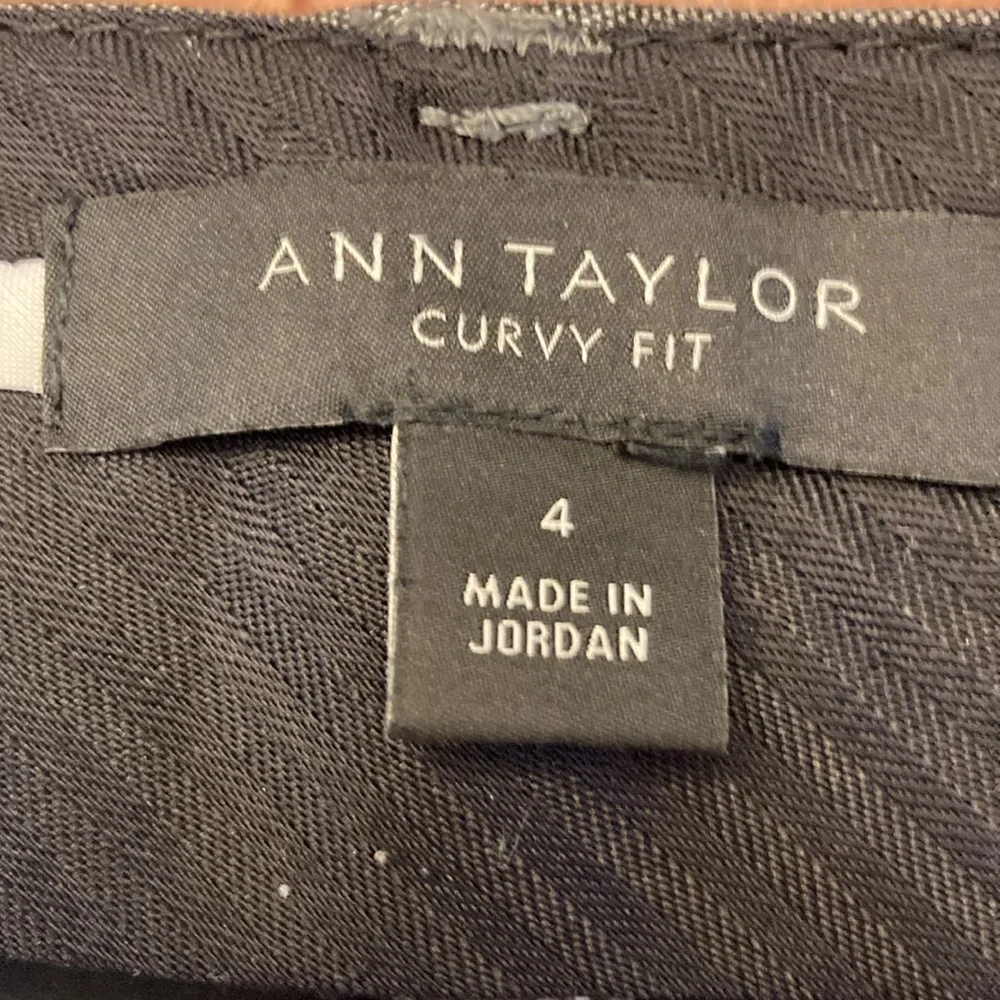 ANN TAYLOR
CURVY FIT
4
MADE IN
JORDAN